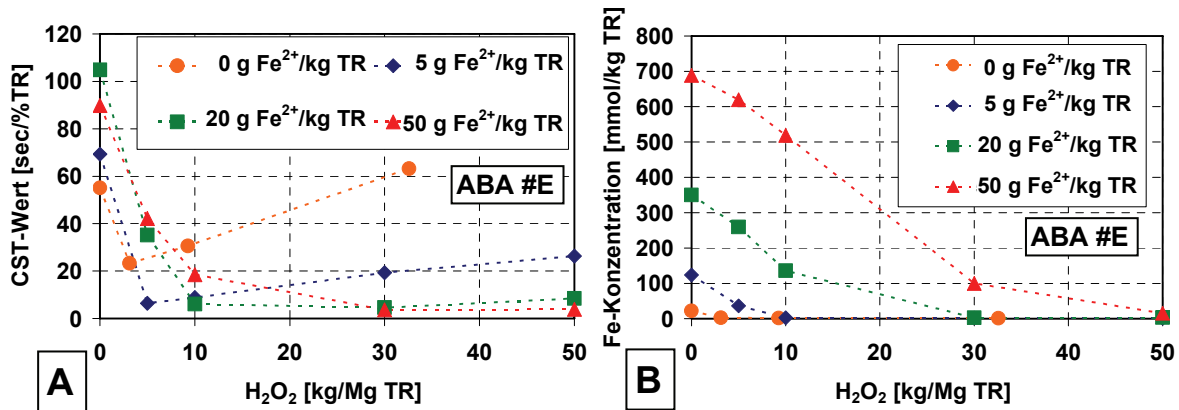 CST-Wert [sec/%TR]
120
100
80
60
40
20
0
0 g Fe²⁺/kg TR
5 g Fe²⁺/kg TR
20 g Fe²⁺/kg TR
50 g Fe²⁺/kg TR
ABA #E
0 10 20 30 40 50
H₂O₂ [kg/Mg TR]
A
Fe-Konzentration [mmol/kg TR]
800
700
600
500
400
300
200
100
0
0 g Fe²⁺/kg TR
5 g Fe²⁺/kg TR
20 g Fe²⁺/kg TR
50 g Fe²⁺/kg TR
ABA #E
0 10 20 30 40 50
H₂O₂ [kg/Mg TR]
B